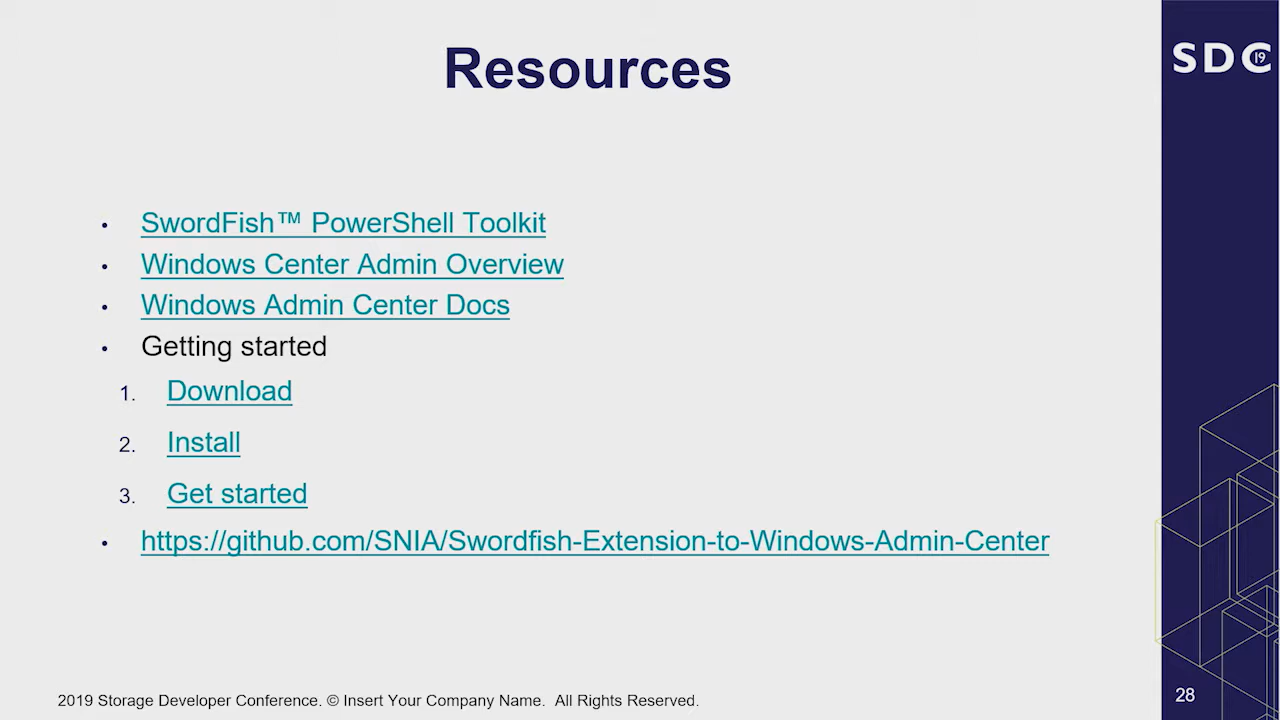 Resources
SDC 19
• SwordFish™ PowerShell Toolkit
• Windows Center Admin Overview
• Windows Admin Center Docs
• Getting started
1. Download
2. Install
3. Get started
• https://github.com/SNIA/Swordfish-Extension-to-Windows-Admin-Center
2019 Storage Developer Conference. © Insert Your Company Name. All Rights Reserved.
28